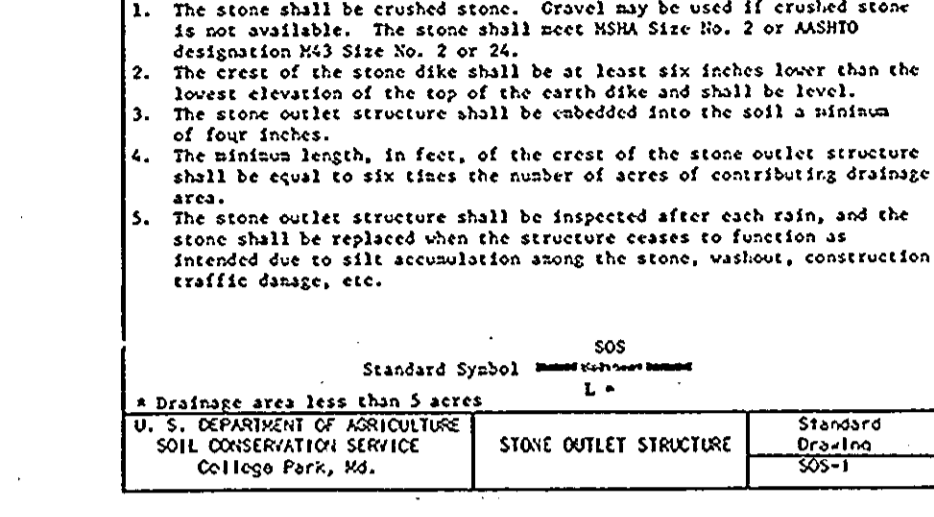 1. The stone shall be crushed stone. Gravel may be used if crushed stone
is not available. The stone shall meet MSHA Size No. 2 or AASHTO
designation M43 Size No. 2 or 24.
2. The crest of the stone dike shall be at least six inches lower than the
lowest elevation of the top of the earth dike and shall be level.
3. The stone outlet structure shall be embedded into the soil a minimum
of four inches.
4. The minimum length, in feet, of the crest of the stone outlet structure
shall be equal to six times the number of acres of contributing drainage
area.
5. The stone outlet structure shall be inspected after each rain, and the
stone shall be replaced when the structure ceases to function as
intended due to silt accumulation among the stone, washout, construction
traffic damage, etc.
SOS
Standard Symbol
L =
* Drainage area less than 5 acres
U. S. DEPARTMENT OF AGRICULTURE
SOIL CONSERVATION SERVICE
College Park, Md.
STONE OUTLET STRUCTURE
Standard
Drawing
SOS-1